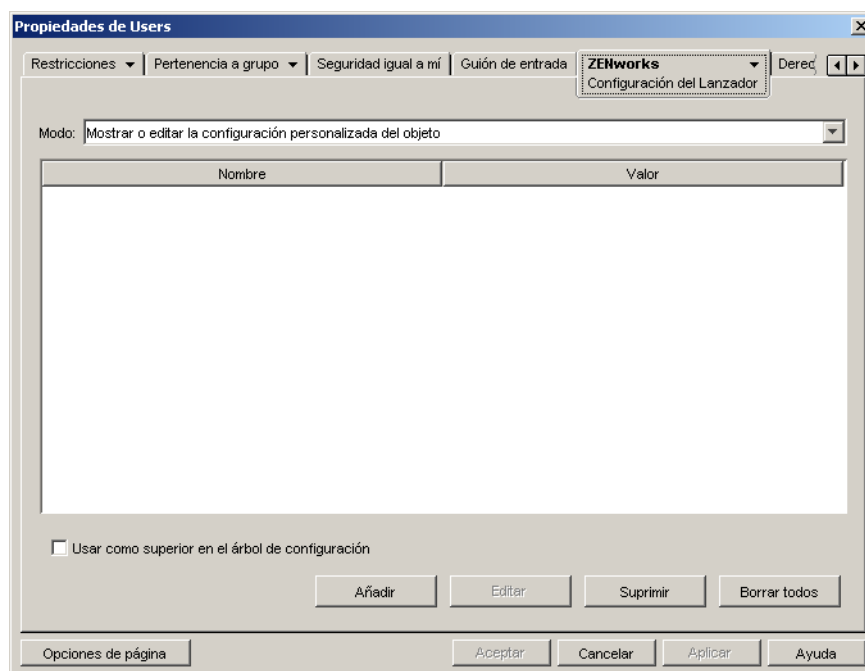 Propiedades de Users
Restricciones Pertenencia a grupo Seguridad igual a mí Guión de entrada ZENworks Derec
Configuración del Lanzador
Modo: Mostrar o editar la configuración personalizada del objeto
Nombre Valor
Usar como superior en el árbol de configuración
Añadir Editar Suprimir Borrar todos
Opciones de página Aceptar Cancelar Aplicar Ayuda